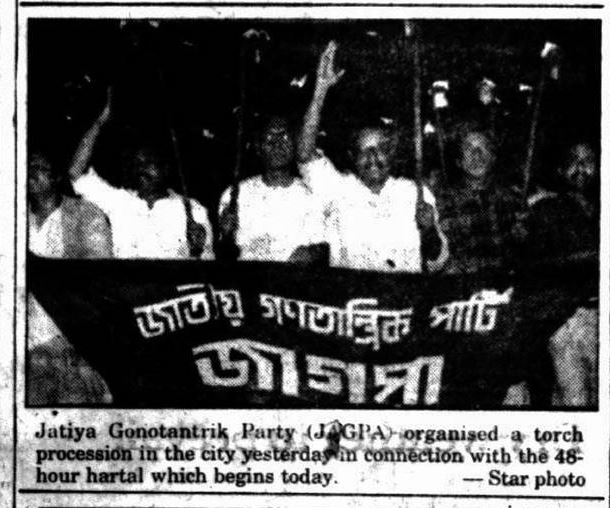 জাতীয় গণতান্ত্রিক পার্টি
জাগপা
Jatiya Gonotantrik Party (JAGPA) organised a torch
procession in the city yesterday in connection with the 48-
hour hartal which begins today. — Star photo